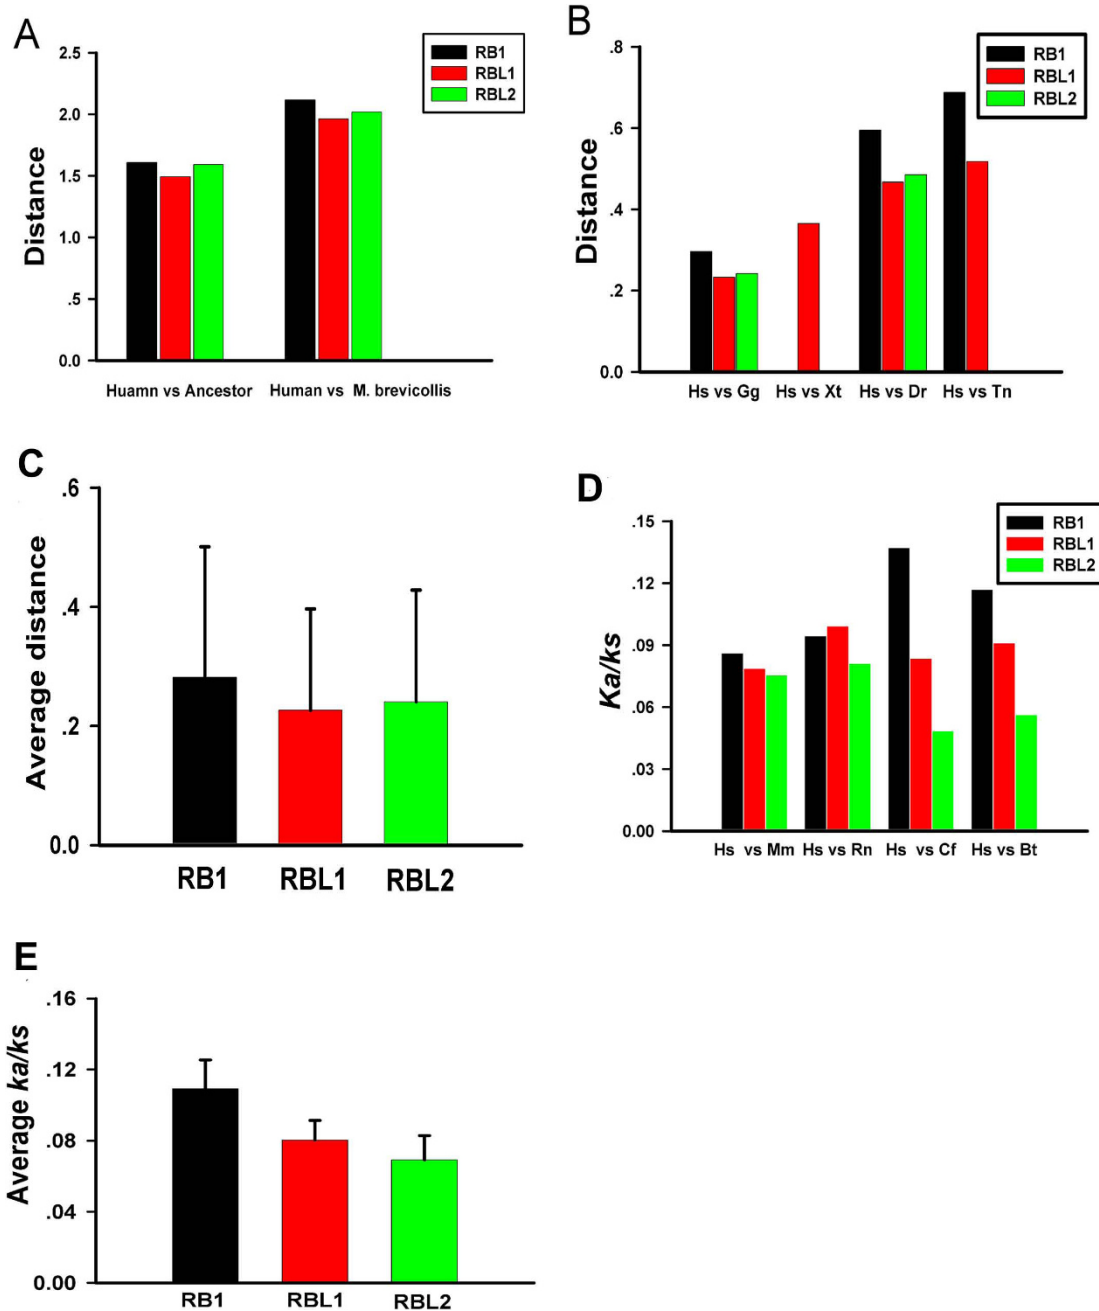 A
RB1
RBL1
RBL2
2.5
2.0
1.5
1.0
.5
0.0
Distance
Huamn vs Ancestor
Human vs M. brevicollis
B
RB1
RBL1
RBL2
.8
.6
.4
.2
0.0
Distance
Hs vs Gg
Hs vs Xt
Hs vs Dr
Hs vs Tn
C
.6
.4
.2
0.0
Average distance
RB1
RBL1
RBL2
D
RB1
RBL1
RBL2
.15
.12
.09
.06
.03
0.00
Ka/ks
Hs vs Mm
Hs vs Rn
Hs vs Cf
Hs vs Bt
E
.16
.12
.08
.04
0.00
Average ka/ks
RB1
RBL1
RBL2